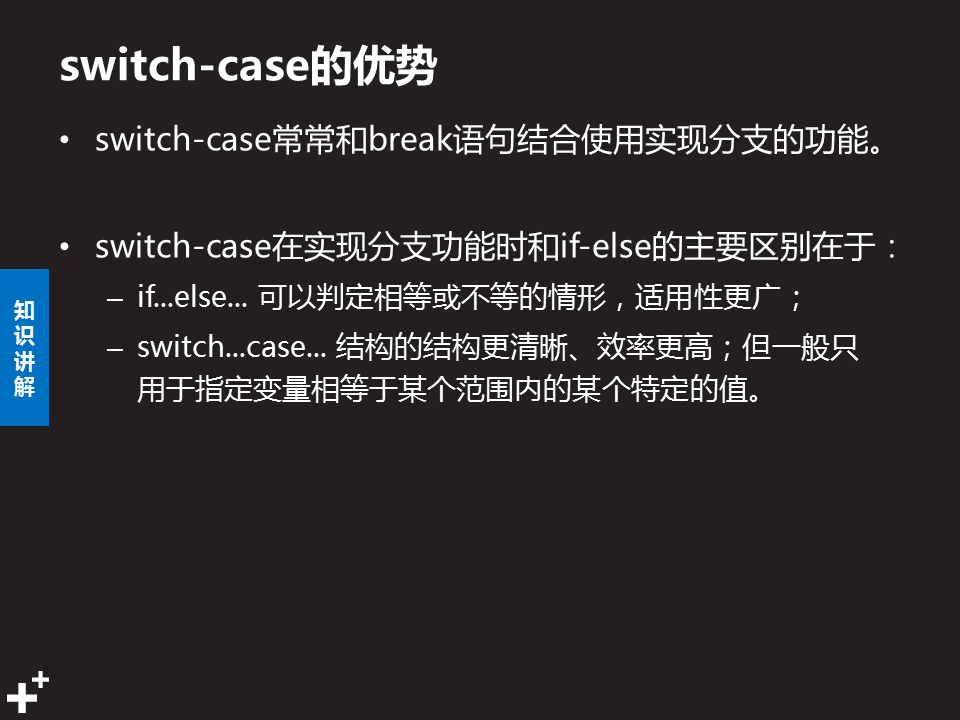 switch-case的优势
• switch-case常常和break语句结合使用实现分支的功能。
• switch-case在实现分支功能时和if-else的主要区别在于：
– if...else... 可以判定相等或不等的情形，适用性更广；
– switch...case... 结构的结构更清晰、效率更高；但一般只
用于指定变量相等于某个范围内的某个特定的值。
知
识
讲
解